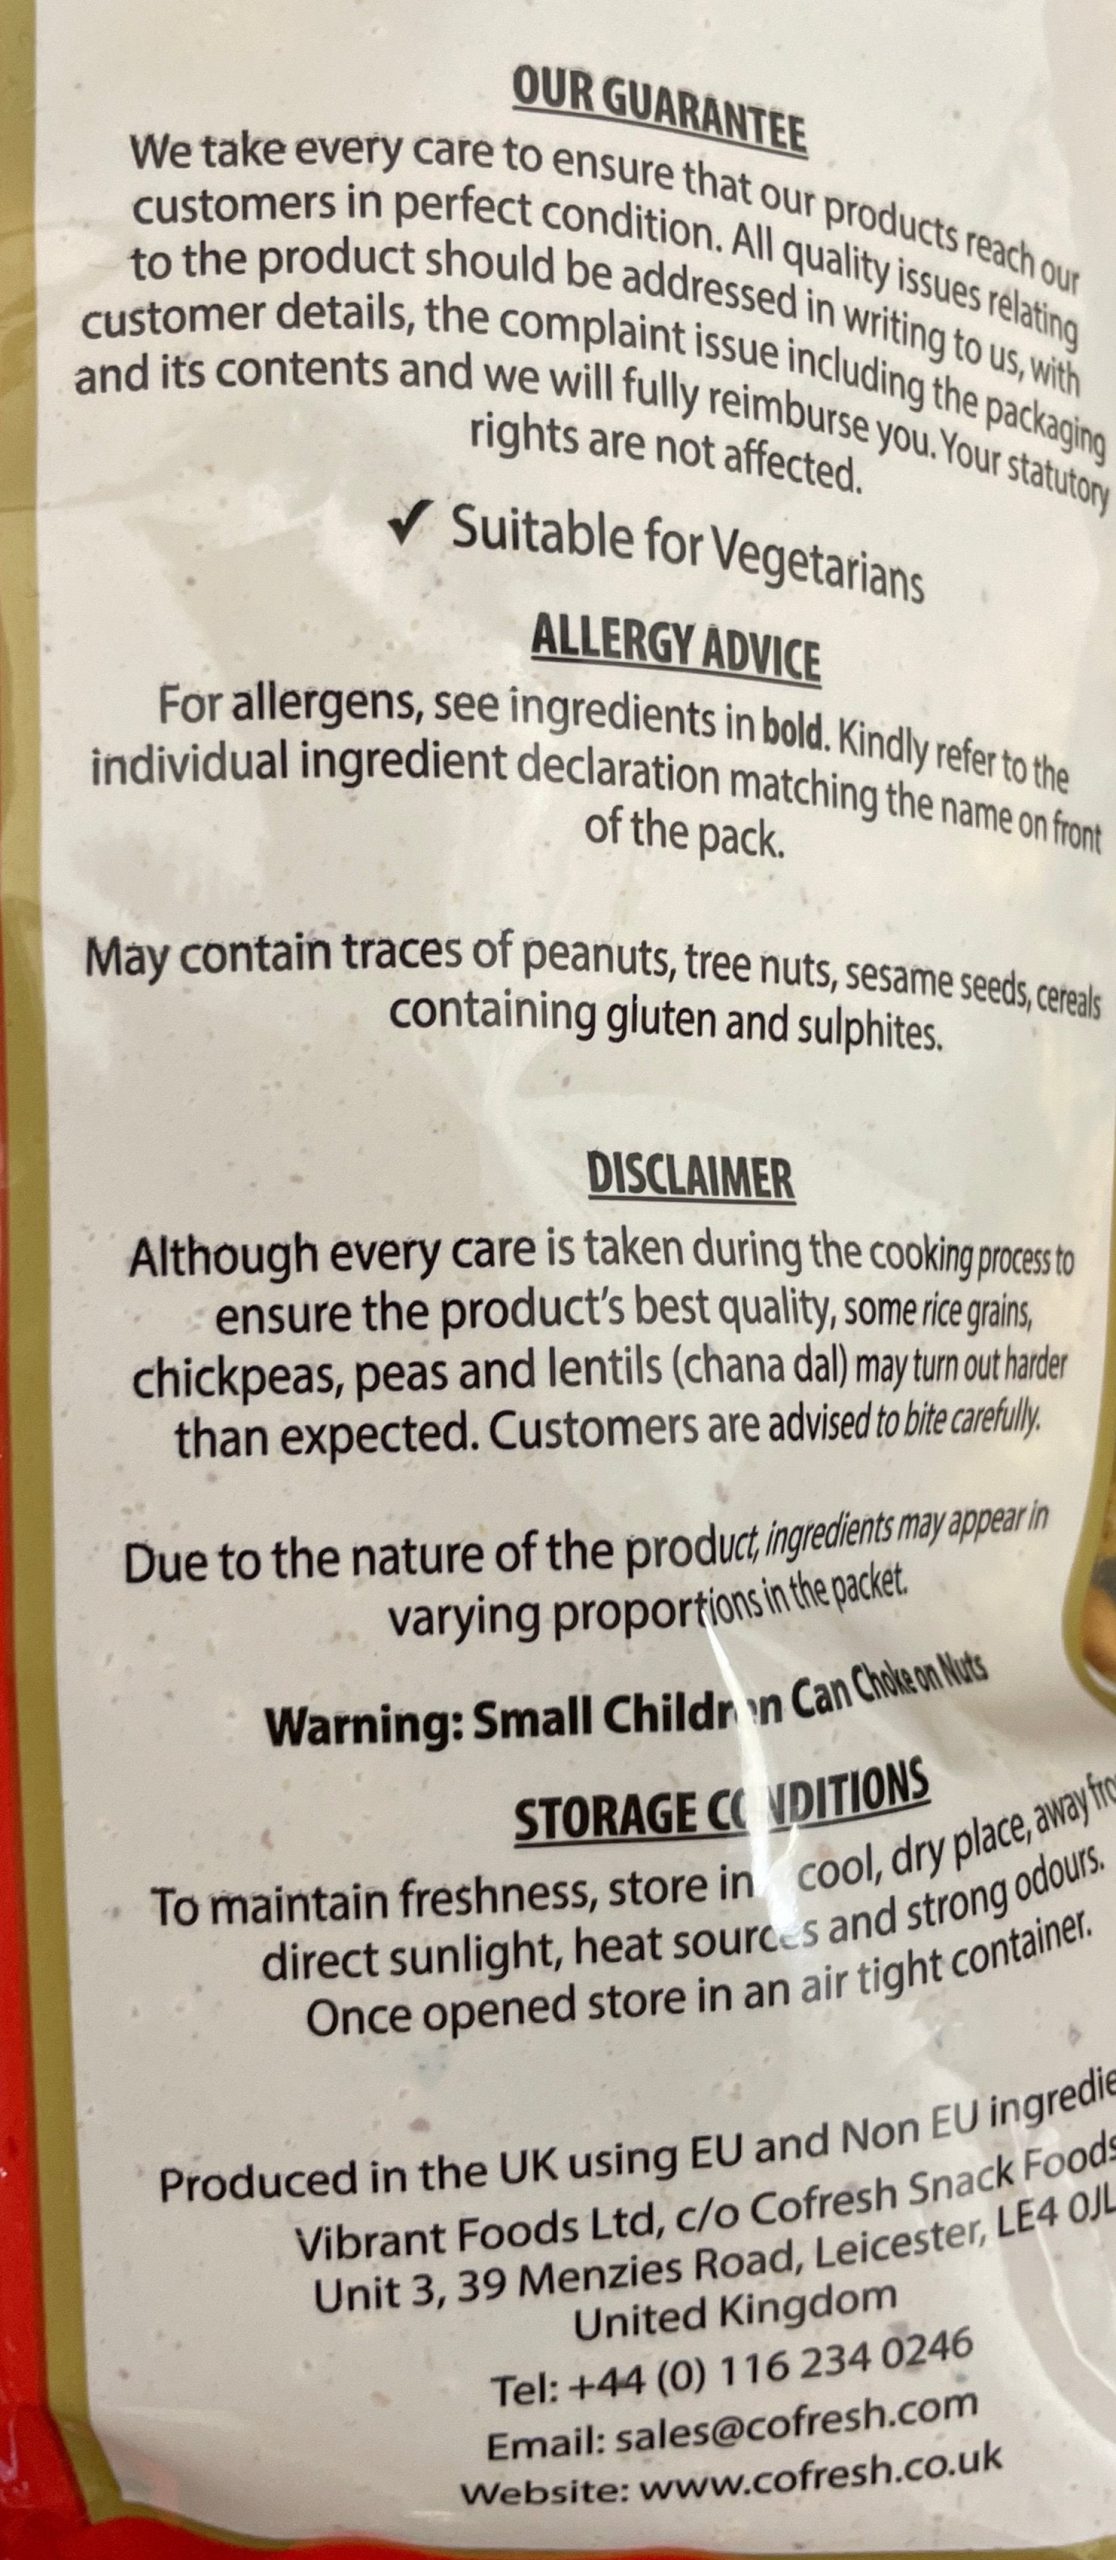 OUR GUARANTEE
We take every care to ensure that our products reach our
customers in perfect condition. All quality issues relating
to the product should be addressed in writing to us, with
customer details, the complaint issue including the packaging
and its contents and we will fully reimburse you. Your statutory
rights are not affected.
✓ Suitable for Vegetarians
ALLERGY ADVICE
For allergens, see ingredients in bold. Kindly refer to the
individual ingredient declaration matching the name on front
of the pack.
May contain traces of peanuts, tree nuts, sesame seeds, cereals
containing gluten and sulphites.
DISCLAIMER
Although every care is taken during the cooking process to
ensure the product's best quality, some rice grains,
chickpeas, peas and lentils (chana dal) may turn out harder
than expected. Customers are advised to bite carefully.
Due to the nature of the product, ingredients may appear in
varying proportions in the packet.
Warning: Small Children Can Choke on Nuts
STORAGE CONDITIONS
To maintain freshness, store in cool, dry place, away
direct sunlight, heat sources and strong odours.
Once opened store in an air tight container.
Produced in the UK using EU and Non EU
Vibrant Foods Ltd, c/o Cofresh Snack Foods
Unit 3, 39 Menzies Road, Leicester, LE4 0JL
United Kingdom
Tel: +44 (0) 116 234 0246
Email: sales@cofresh.com
Website: www.cofresh.co.uk